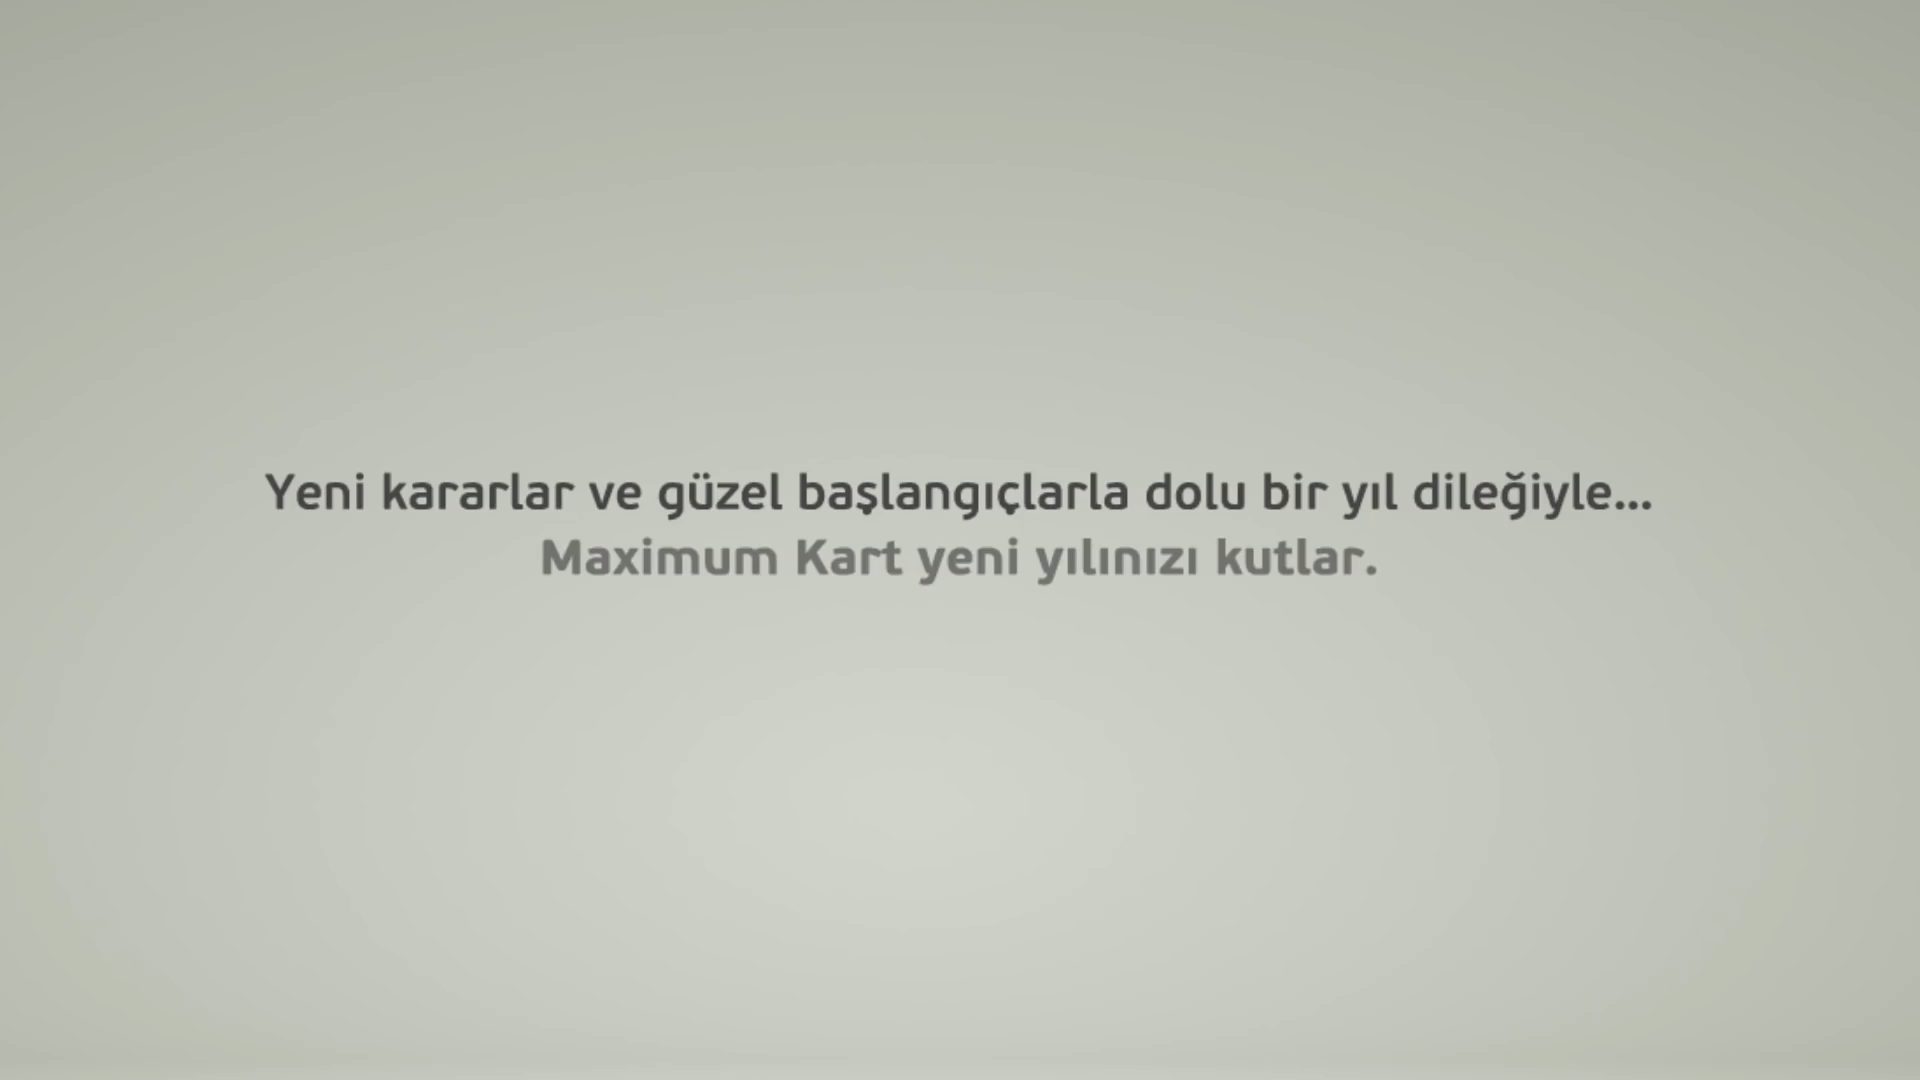 Yeni kararlar ve güzel başlangıçlarla dolu bir yıl dileğiyle...
Maximum Kart yeni yılınızı kutlar.